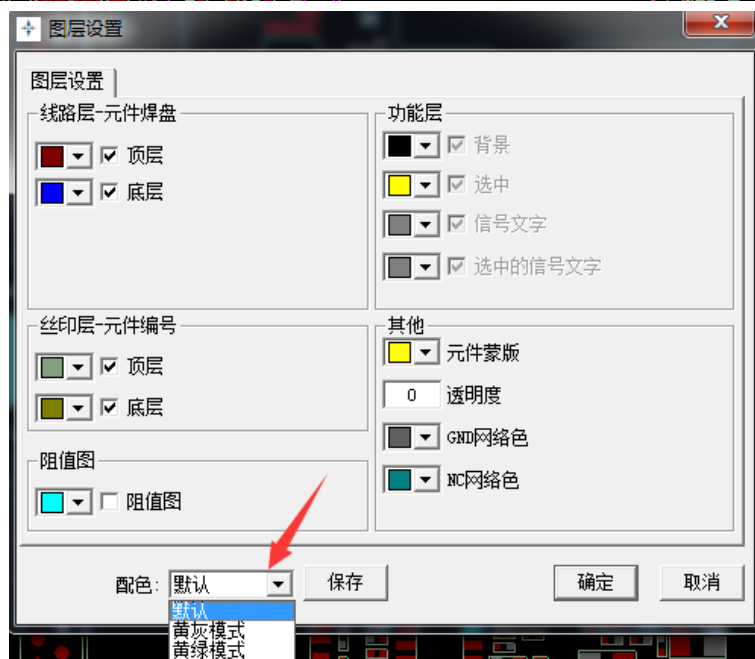 图层设置
图层设置
线路层-元件焊盘
顶层
底层
功能层
背景
选中
信号文字
选中的信号文字
丝印层-元件编号
顶层
底层
其他
元件蒙版
0 透明度
GND网络色
NC网络色
阻值图
阻值图
配色: 默认 保存 确定 取消
默认
黄灰模式
黄绿模式